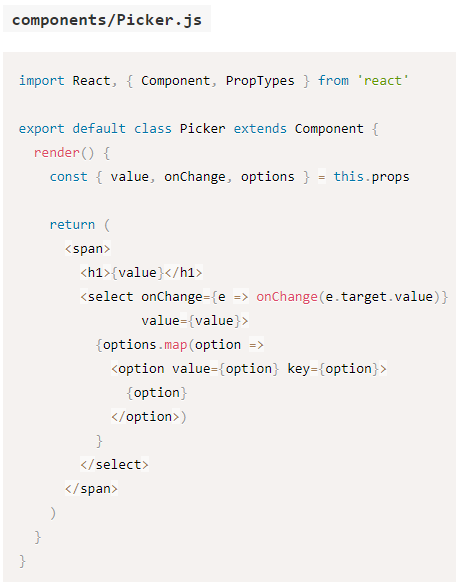 components/Picker.js
import React, { Component, PropTypes } from 'react'
export default class Picker extends Component {
render() {
const { value, onChange, options } = this.props
return (
<span>
<h1>{value}</h1>
<select onChange={e => onChange(e.target.value)}
value={value}>
{options.map(option =>
<option value={option} key={option}>
{option}
</option>)
}
</select>
</span>
)
}
}